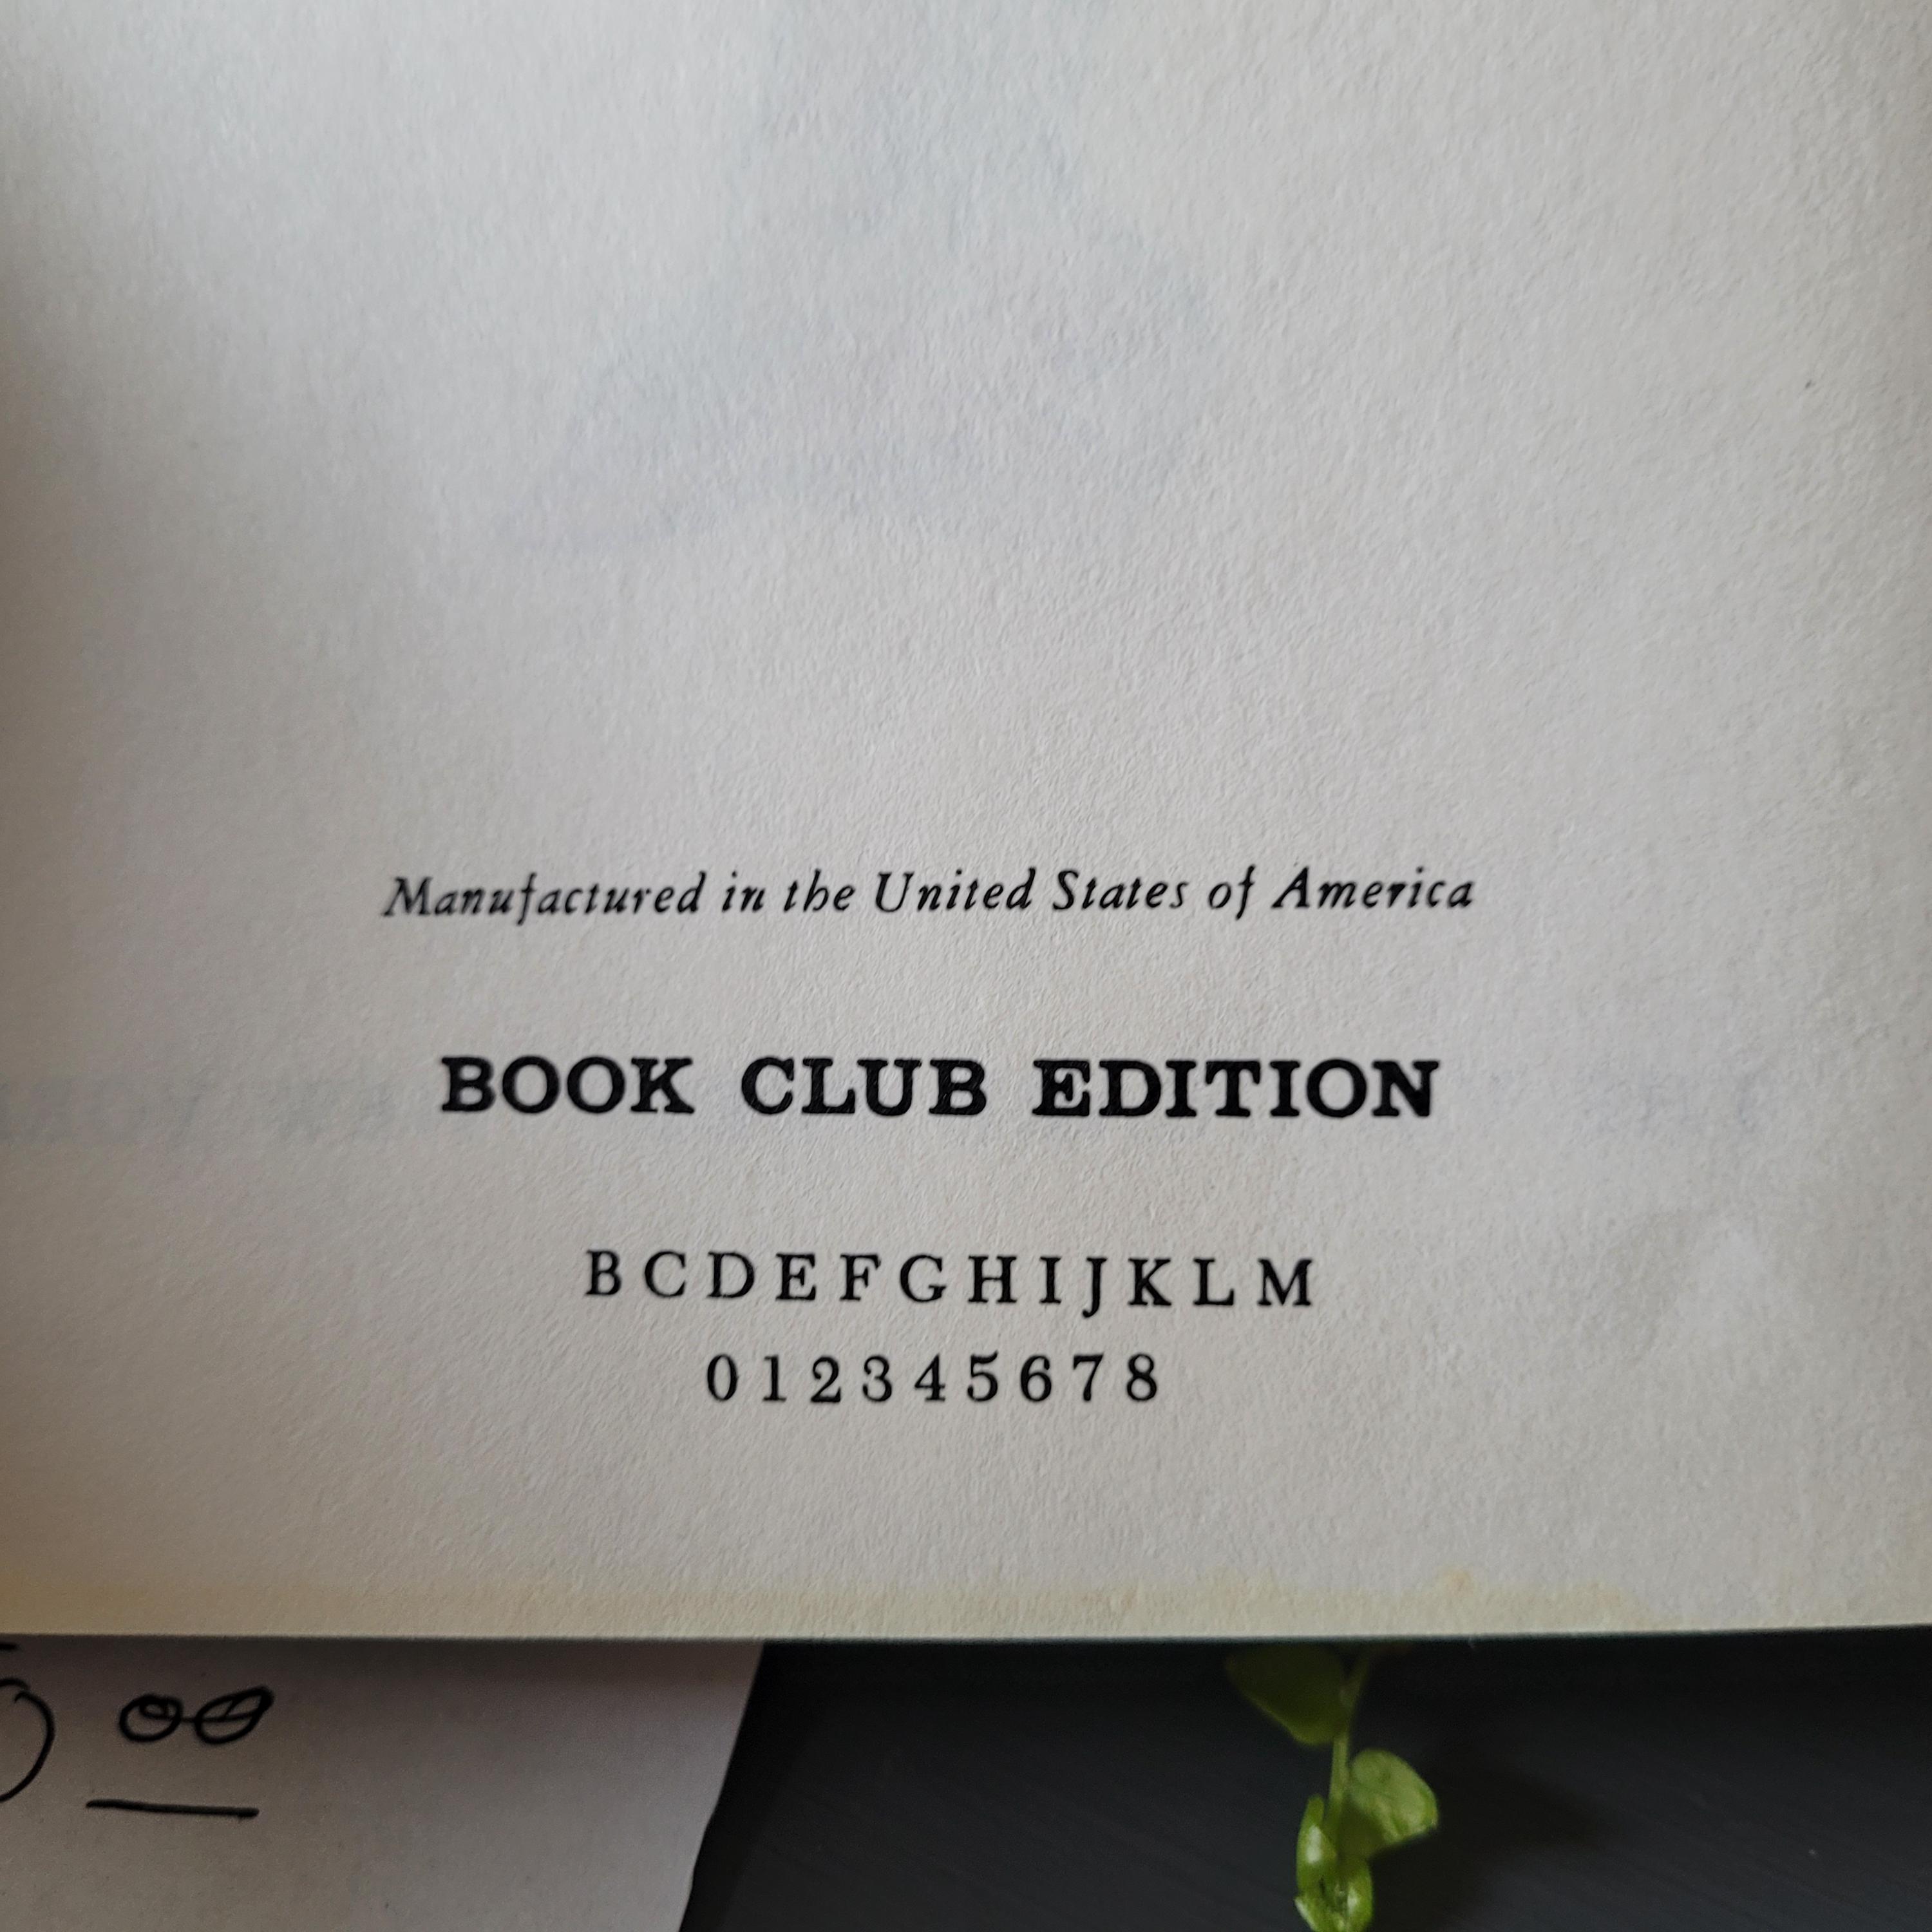 Manufactured in the United States of America
BOOK CLUB EDITION
B C D E F G H I J K L M
0 1 2 3 4 5 6 7 8
00